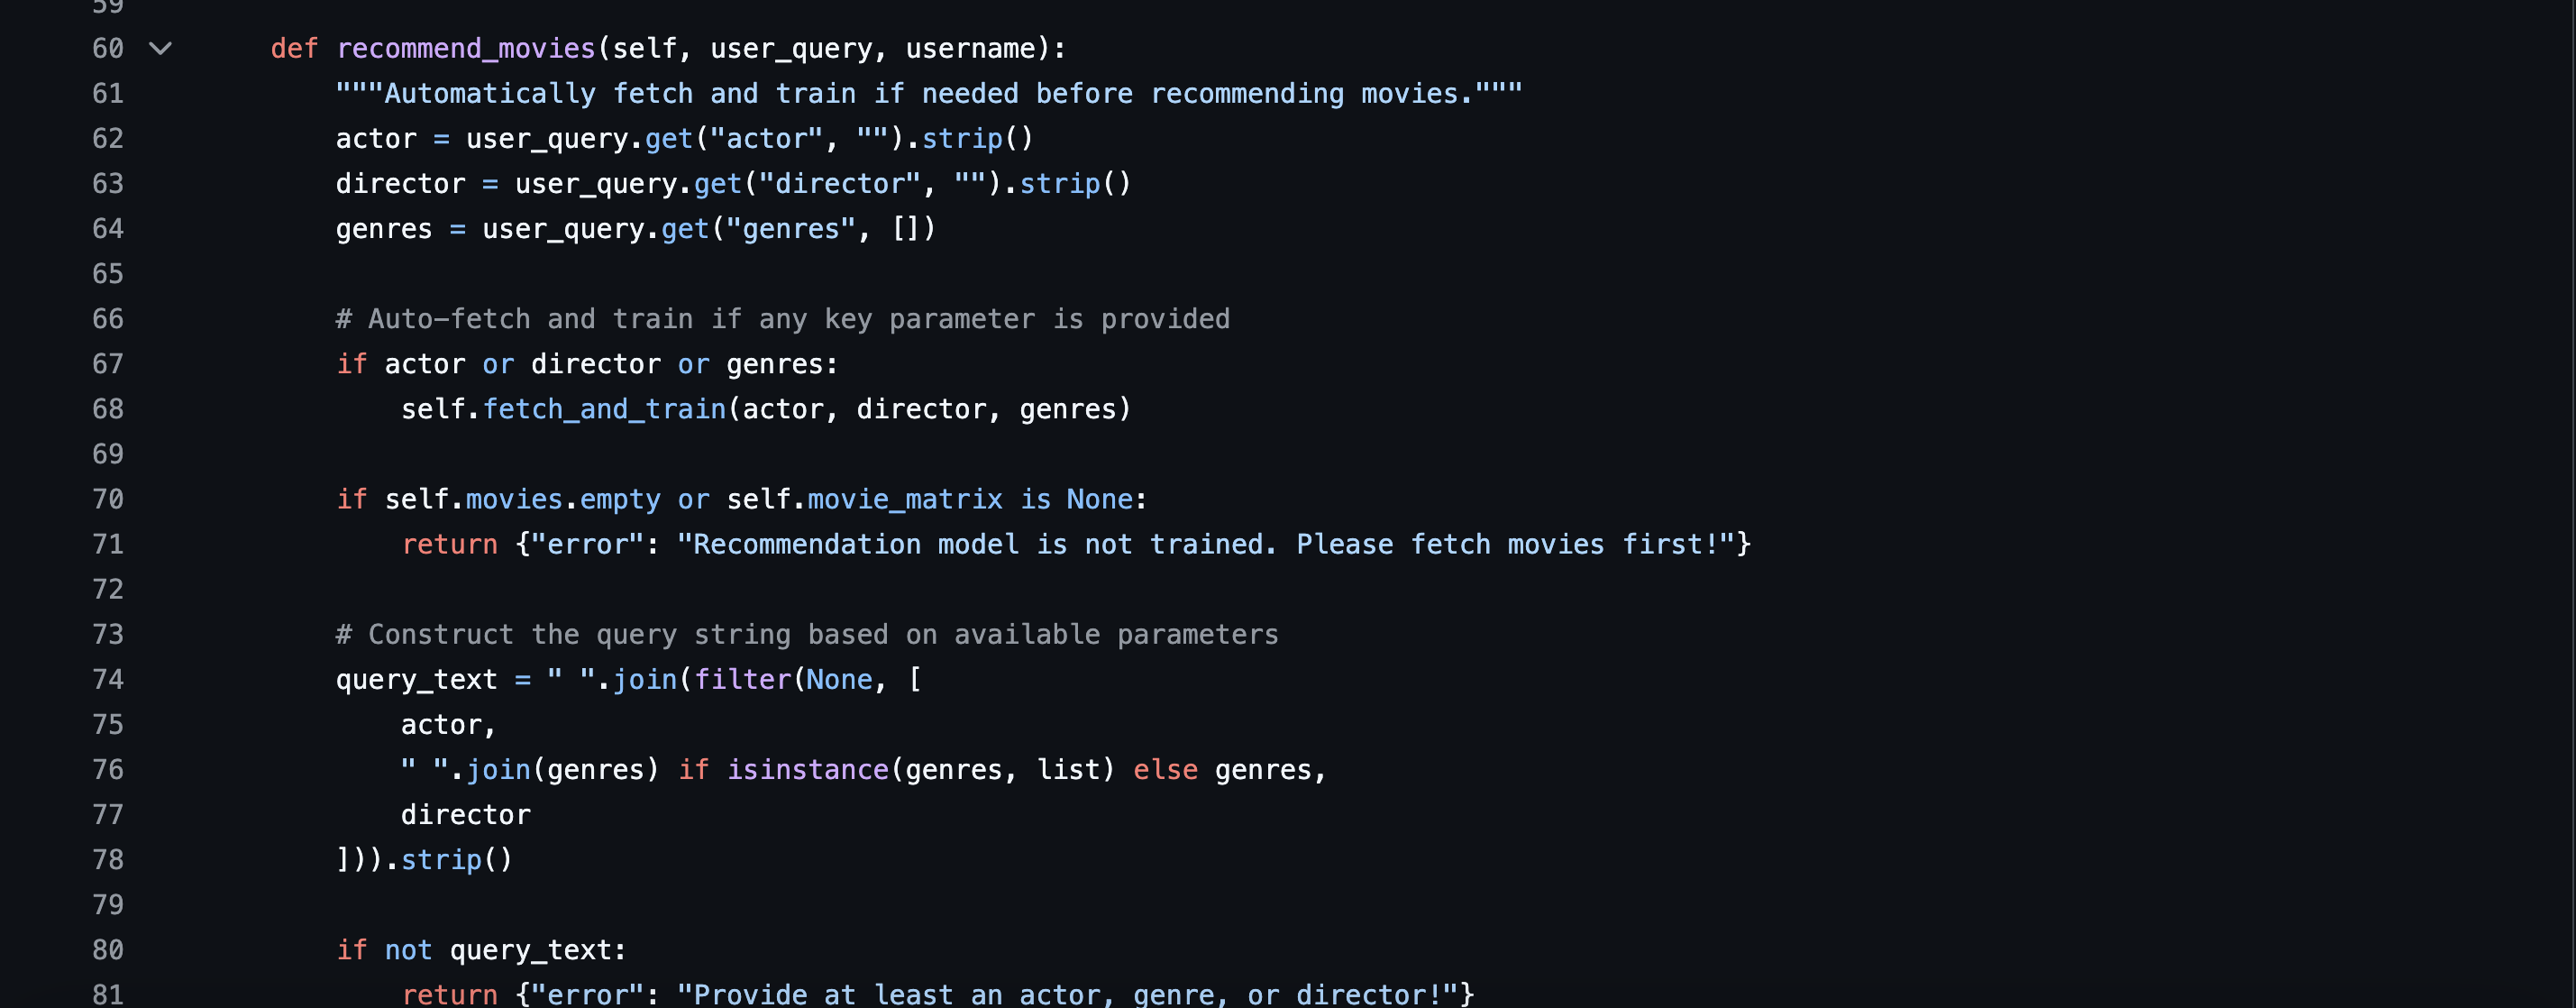 59
60 def recommend_movies(self, user_query, username):
61 """Automatically fetch and train if needed before recommending movies."""
62 actor = user_query.get("actor", "").strip()
63 director = user_query.get("director", "").strip()
64 genres = user_query.get("genres", [])
65
66 # Auto-fetch and train if any key parameter is provided
67 if actor or director or genres:
68 self.fetch_and_train(actor, director, genres)
69
70 if self.movies.empty or self.movie_matrix is None:
71 return {"error": "Recommendation model is not trained. Please fetch movies first!"}
72
73 # Construct the query string based on available parameters
74 query_text = " ".join(filter(None, [
75 actor,
76 " ".join(genres) if isinstance(genres, list) else genres,
77 director
78 ])).strip()
79
80 if not query_text:
81 return {"error": "Provide at least an actor, genre, or director!"}